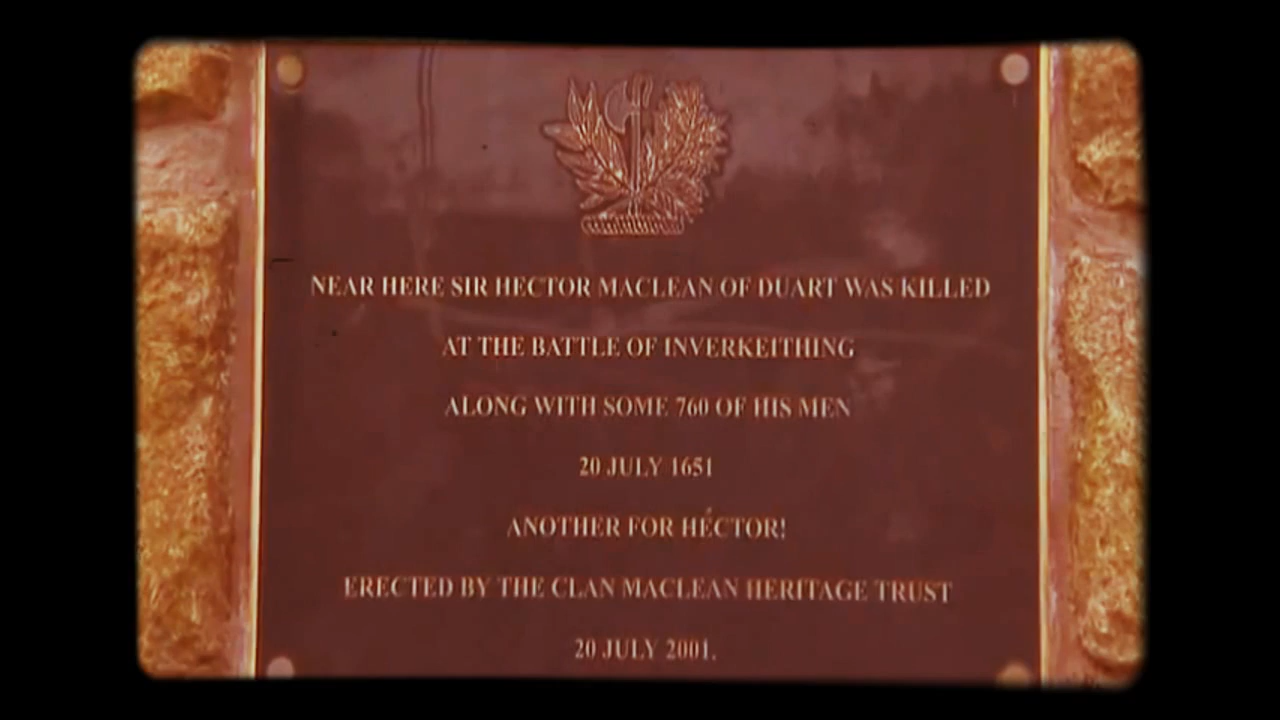 NEAR HERE SIR HECTOR MACLEAN OF DUART WAS KILLED
AT THE BATTLE OF INVERKEITHING
ALONG WITH SOME 760 OF HIS MEN
20 JULY 1651
ANOTHER FOR HÉCTOR!
ERECTED BY THE CLAN MACLEAN HERITAGE TRUST
20 JULY 2001.